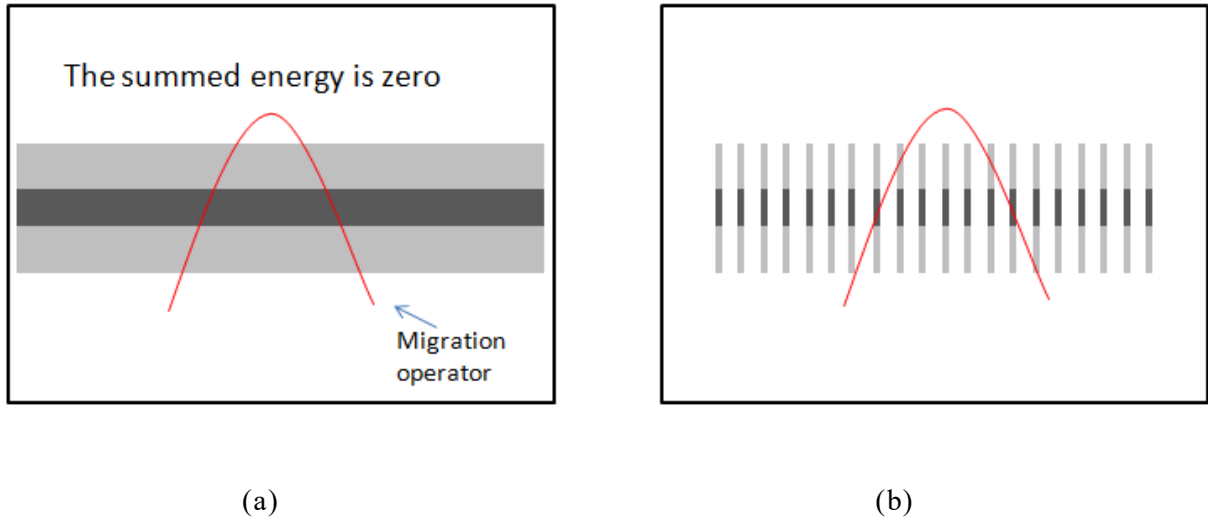 The summed energy is zero
Migration
operator
(a)
(b)